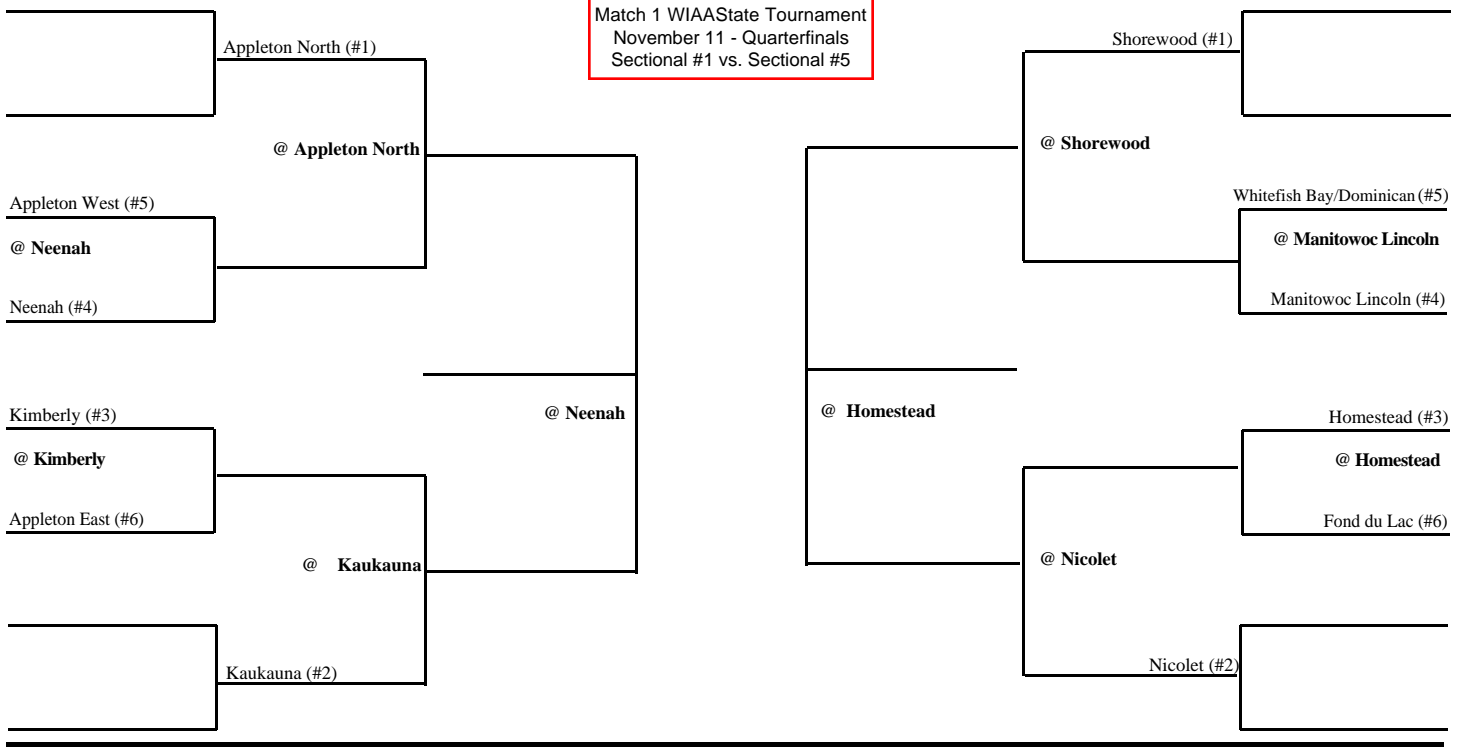 Match 1 WIAAState Tournament
November 11 - Quarterfinals
Sectional #1 vs. Sectional #5
Appleton North (#1)
@ Appleton North
Appleton West (#5)
@ Neenah
Neenah (#4)
Kimberly (#3)
@ Neenah
@ Kimberly
Appleton East (#6)
@ Kaukauna
Kaukauna (#2)
Shorewood (#1)
@ Shorewood
Whitefish Bay/Dominican (#5)
@ Manitowoc Lincoln
Manitowoc Lincoln (#4)
@ Homestead
Homestead (#3)
@ Homestead
Fond du Lac (#6)
@ Nicolet
Nicolet (#2)